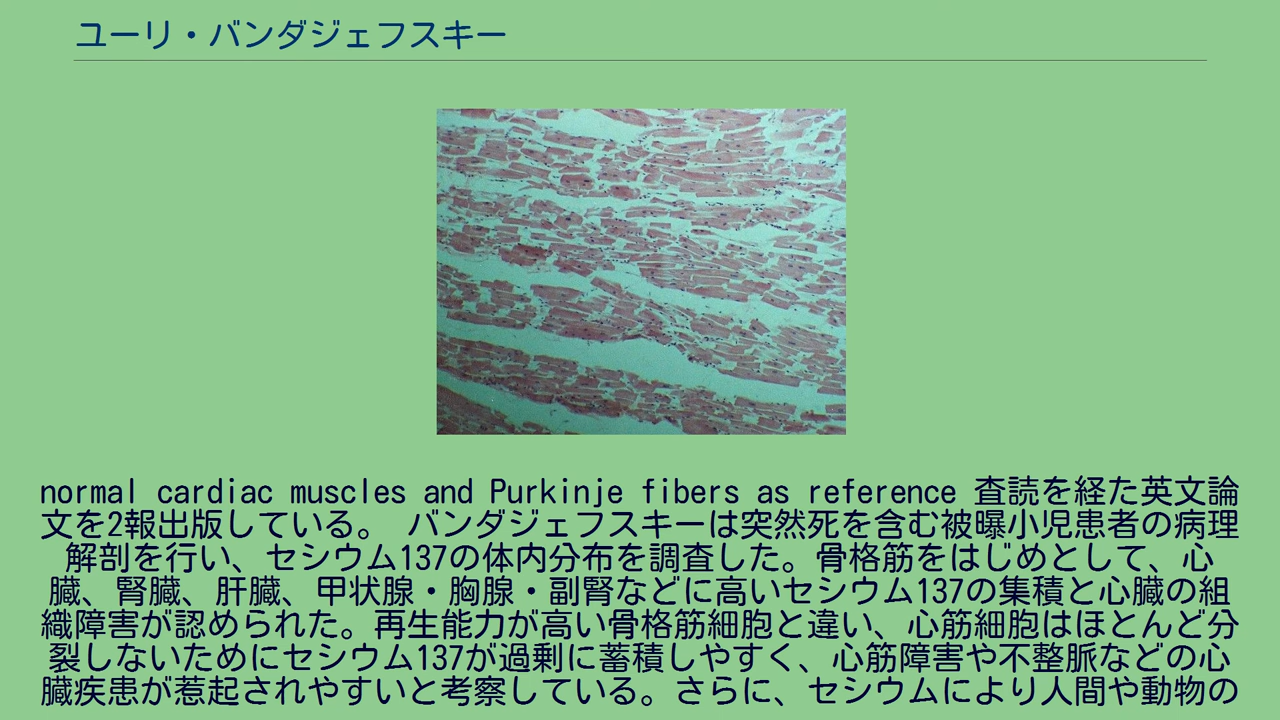 ユーリ・バンダジェフスキー
normal cardiac muscles and Purkinje fibers as reference 査読を経た英文論
文を2報出版している。 バンダジェフスキーは突然死を含む被曝小児患者の病理
解剖を行い、セシウム137の体内分布を調査した。骨格筋をはじめとして、心
臓、腎臓、肝臓、甲状腺・胸腺・副腎などに高いセシウム137の集積と心臓の組
織障害が認められた。再生能力が高い骨格筋細胞と違い、心筋細胞はほとんど分
裂しないためにセシウム137が過剰に蓄積しやすく、心筋障害や不整脈などの心
臓疾患が惹起されやすいと考察している。さらに、セシウムにより人間や動物の